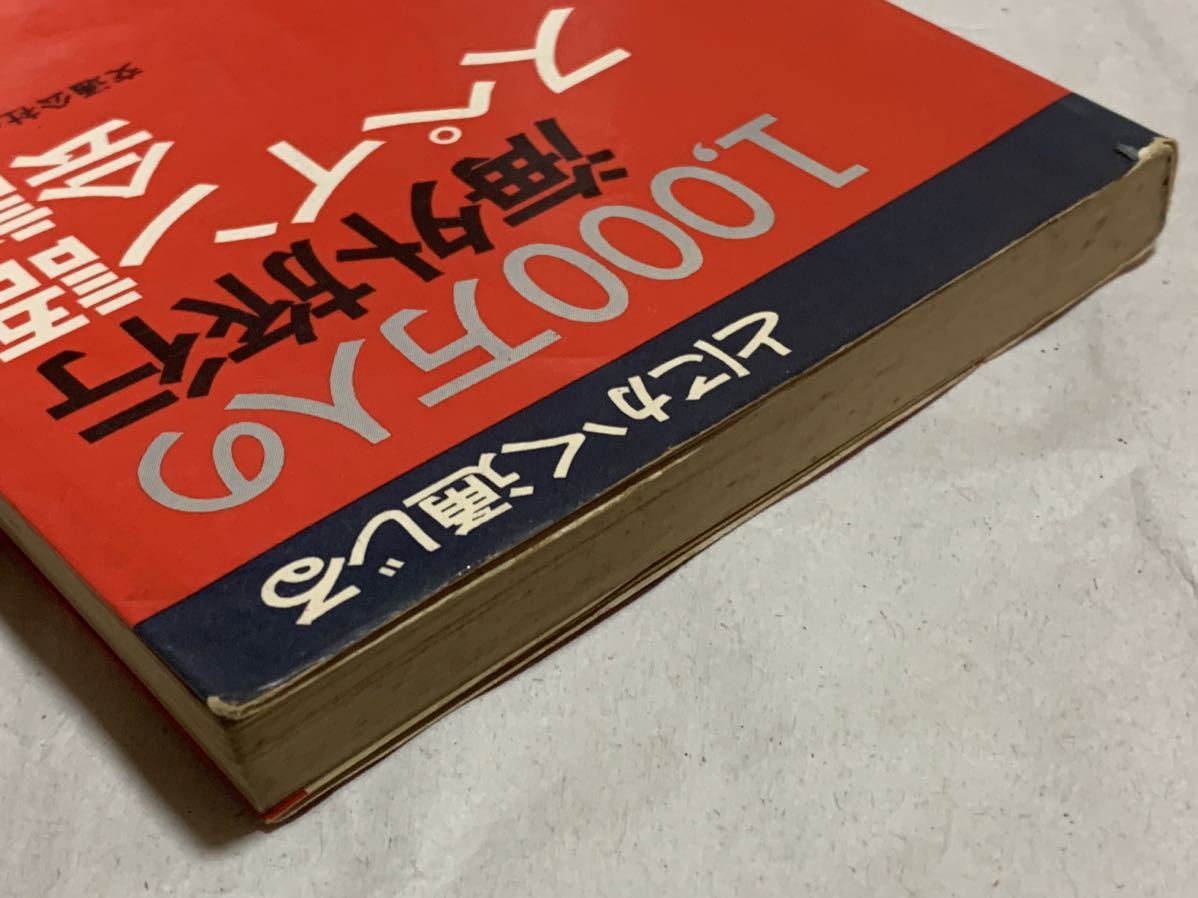 とにかく通じる
1,000万人の
海外旅行
スペイン語
会
交通公社